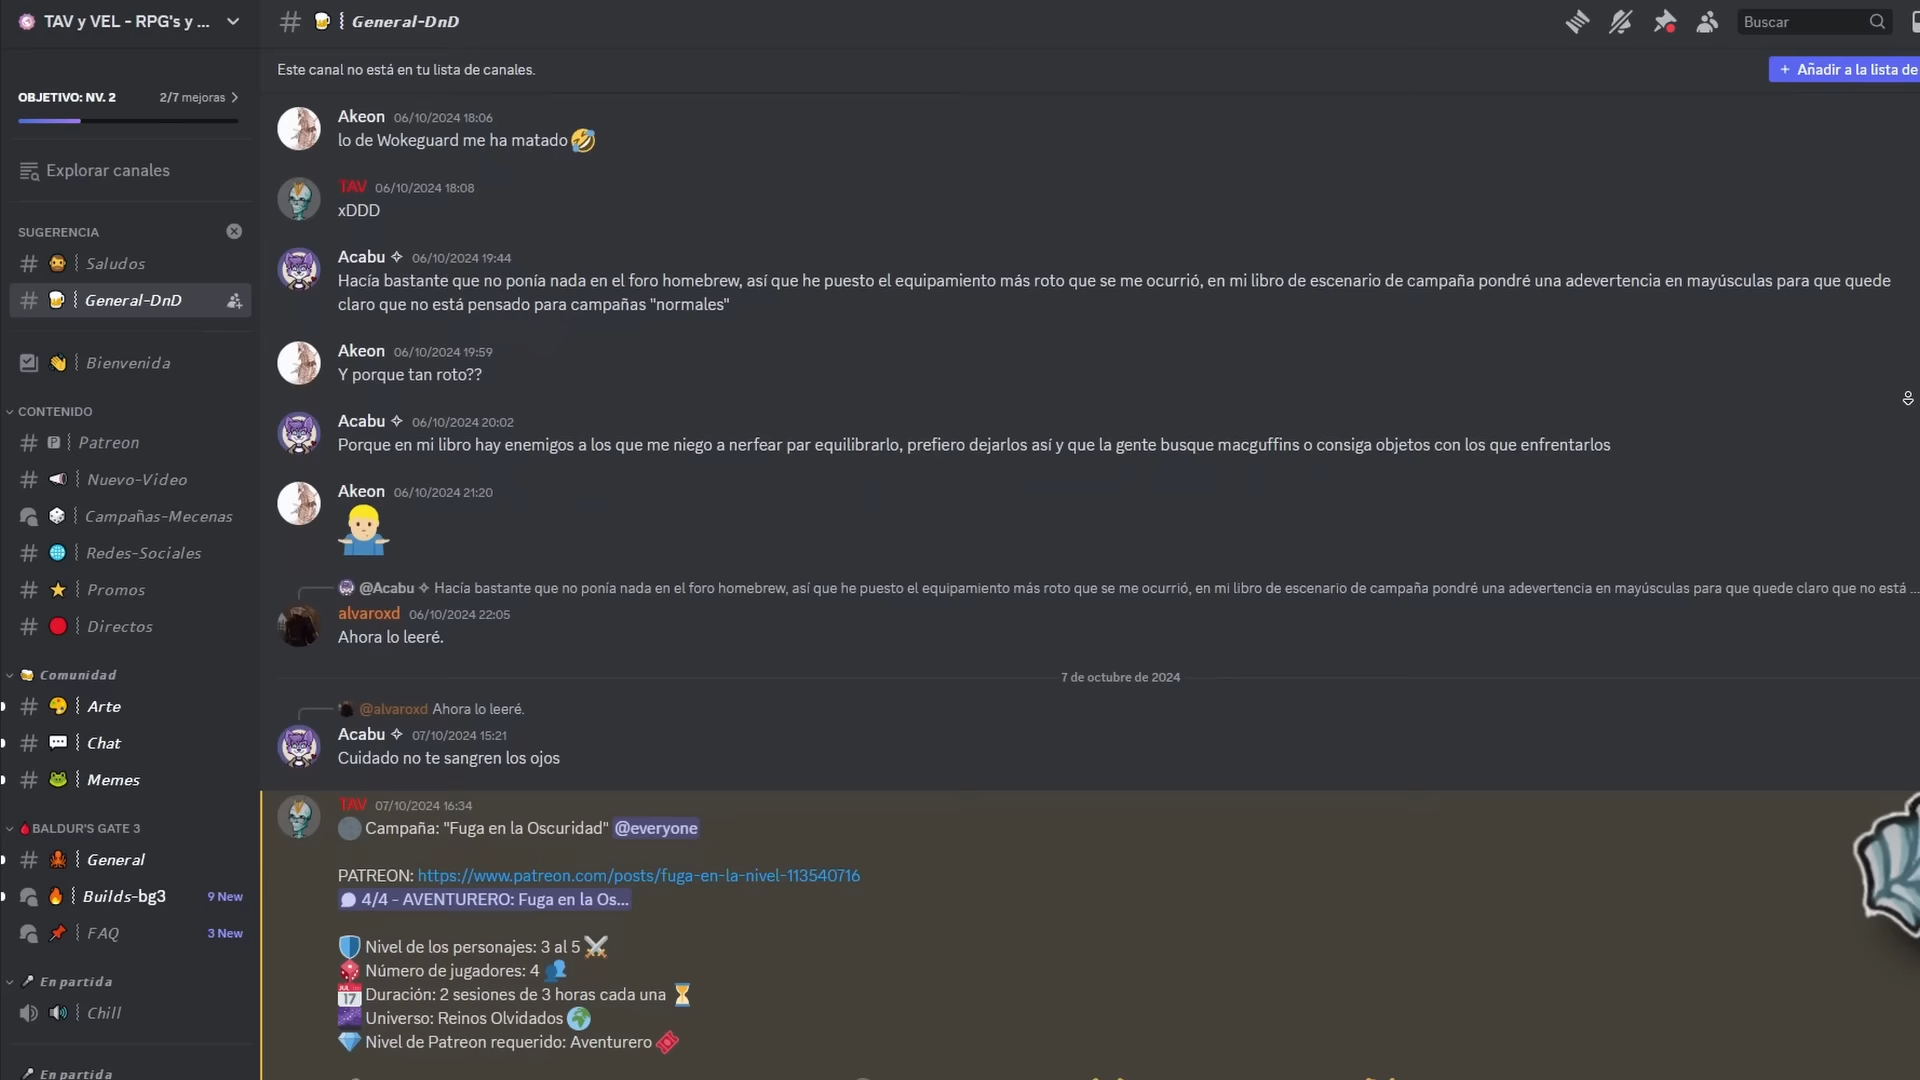 TAV y VEL - RPG's y ...
OBJETIVO: NV. 2
2/7 mejoras
Explorar canales
SUGERENCIA
Saludos
General-DnD
Bienvenida
CONTENIDO
Patreon
Nuevo-Video
Campañas-Mecenas
Redes-Sociales
Promos
Directos
Comunidad
Arte
Chat
Memes
BALDUR'S GATE 3
General
Builds-bg3
9 New
FAQ
3 New
En partida
Chill
En partida
General-DnD
Buscar
Este canal no está en tu lista de canales.
+ Añadir a la lista de
Akeon 06/10/2024 18:06
lo de Wokeguard me ha matado 🤣
TAV 06/10/2024 18:08
xDDD
Acabu ✧ 06/10/2024 19:44
Hacía bastante que no ponía nada en el foro homebrew, así que he puesto el equipamiento más roto que se me ocurrió, en mi libro de escenario de campaña pondré una adevertencia en mayúsculas para que quede
claro que no está pensado para campañas "normales"
Akeon 06/10/2024 19:59
Y porque tan roto??
Acabu ✧ 06/10/2024 20:02
Porque en mi libro hay enemigos a los que me niego a nerfear par equilibrarlo, prefiero dejarlos así y que la gente busque macguffins o consiga objetos con los que enfrentarlos
Akeon 06/10/2024 21:20
@Acabu ✧ Hacía bastante que no ponía nada en el foro homebrew, así que he puesto el equipamiento más roto que se me ocurrió, en mi libro de escenario de campaña pondré una adevertencia en mayúsculas para que quede claro que no está ...
alvaroxd 06/10/2024 22:05
Ahora lo leeré.
7 de octubre de 2024
@alvaroxd Ahora lo leeré.
Acabu ✧ 07/10/2024 15:21
Cuidado no te sangren los ojos
TAV 07/10/2024 16:34
Campaña: "Fuga en la Oscuridad" @everyone
PATREON: https://www.patreon.com/posts/fuga-en-la-nivel-113540716
4/4 - AVENTURERO: Fuga en la Os...
Nivel de los personajes: 3 al 5
Número de jugadores: 4
Duración: 2 sesiones de 3 horas cada una
Universo: Reinos Olvidados
Nivel de Patreon requerido: Aventurero